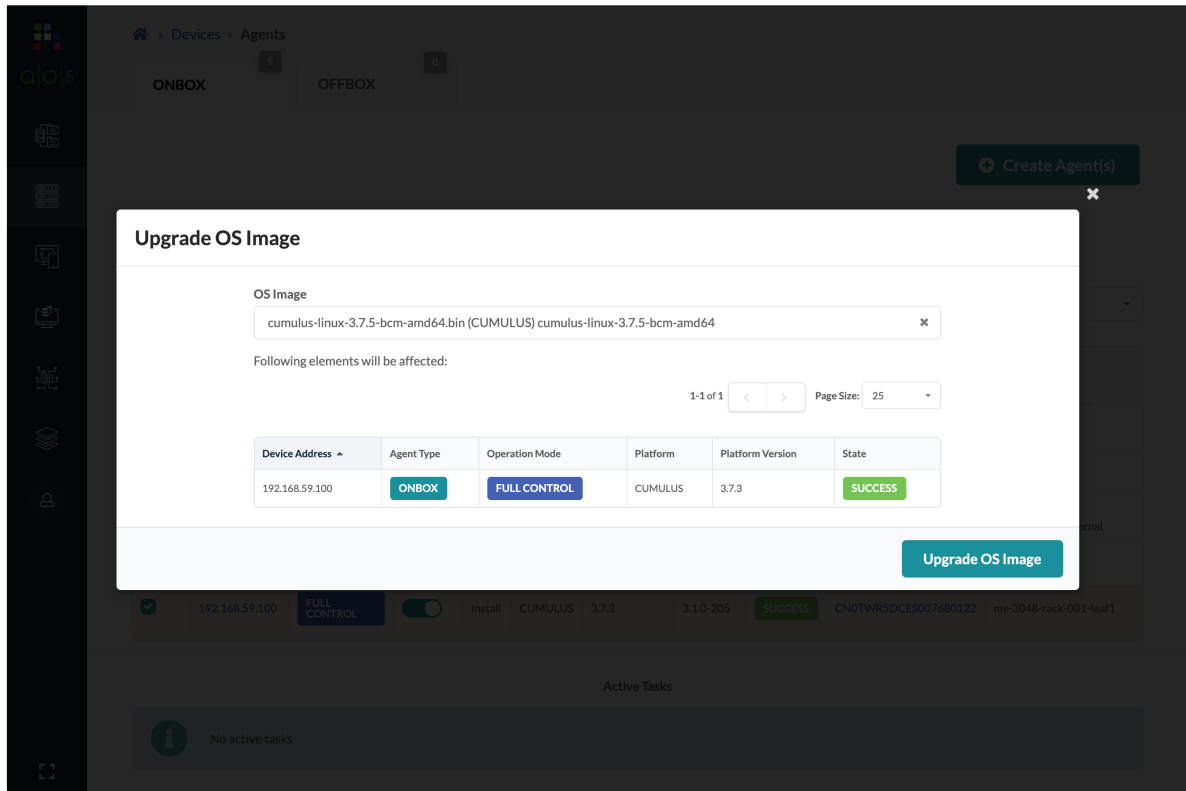 Devices › Agents
a|o|s
ONBOX 5
OFFBOX 0
Create Agent(s)
Upgrade OS Image
OS Image
cumulus-linux-3.7.5-bcm-amd64.bin (CUMULUS) cumulus-linux-3.7.5-bcm-amd64
Following elements will be affected:
1-1 of 1
Page Size: 25
Device Address Agent Type Operation Mode Platform Platform Version State
192.168.59.100 ONBOX FULL CONTROL CUMULUS 3.7.3 SUCCESS
ernal
Upgrade OS Image
192.168.59.100 FULL CONTROL Install CUMULUS 3.7.3 3.1.0-205 SUCCESS CN0TWR5DCES007680122 my-3048-rack-001-leaf1
Active Tasks
No active tasks